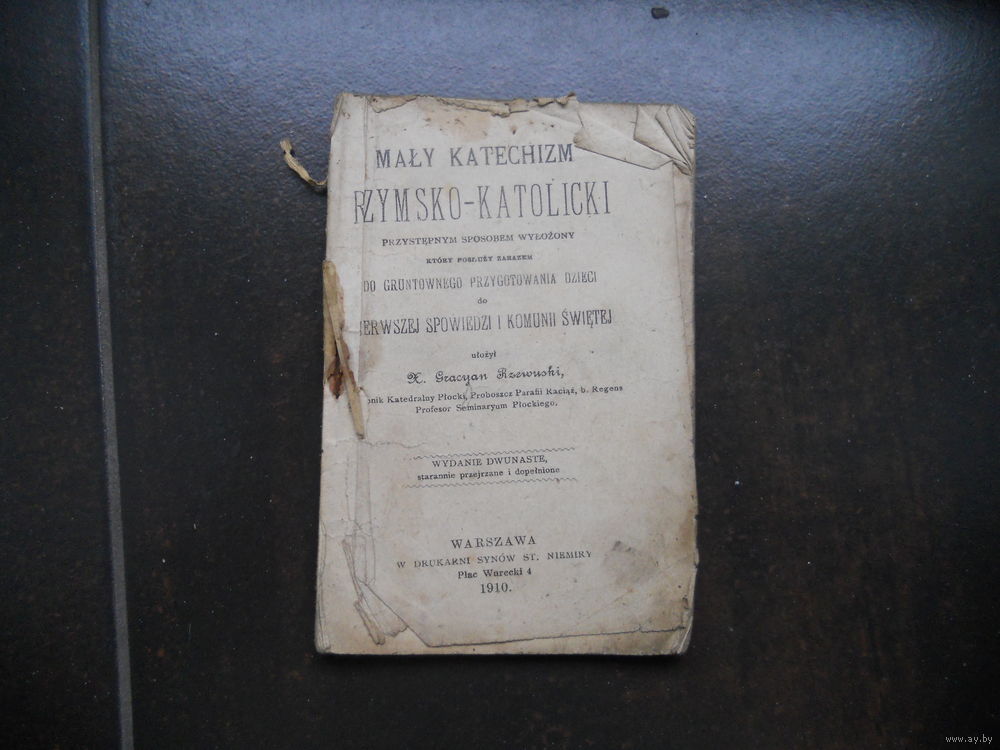 MAŁY KATECHIZM
RZYMSKO-KATOLICKI
PRZYSTĘPNYM SPOSOBEM WYŁOŻONY
KTÓRY POSŁUŻY ZARAZEM
DO GRUNTOWNEGO PRZYGOTOWANIA DZIECI
do
IERWSZEJ SPOWIEDZI I KOMUNII ŚWIĘTEJ
ułożył
X. Gracyan Rzewuski,
onik Katedralny Płocki, Proboszcz Parafii Raciąż, b. Regens
Profesor Seminaryum Płockiego.
WYDANIE DWUNASTE,
starannie przejrzane i dopełnione
WARSZAWA
W DRUKARNI SYNÓW ST. NIEMIRY
Plac Warecki 4
1910.
www.ay.by